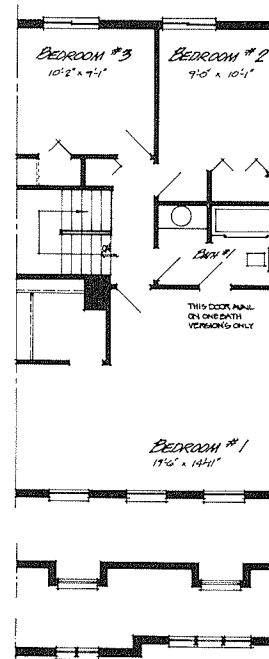 BEDROOM #3
10'-2" x 9'-1"
BEDROOM #2
9'-0" x 10'-1"
DN
BATH #1
THIS DOOR AVAIL
ON ONE BATH
VERSIONS ONLY
BEDROOM #1
19'-6" x 14'-11"